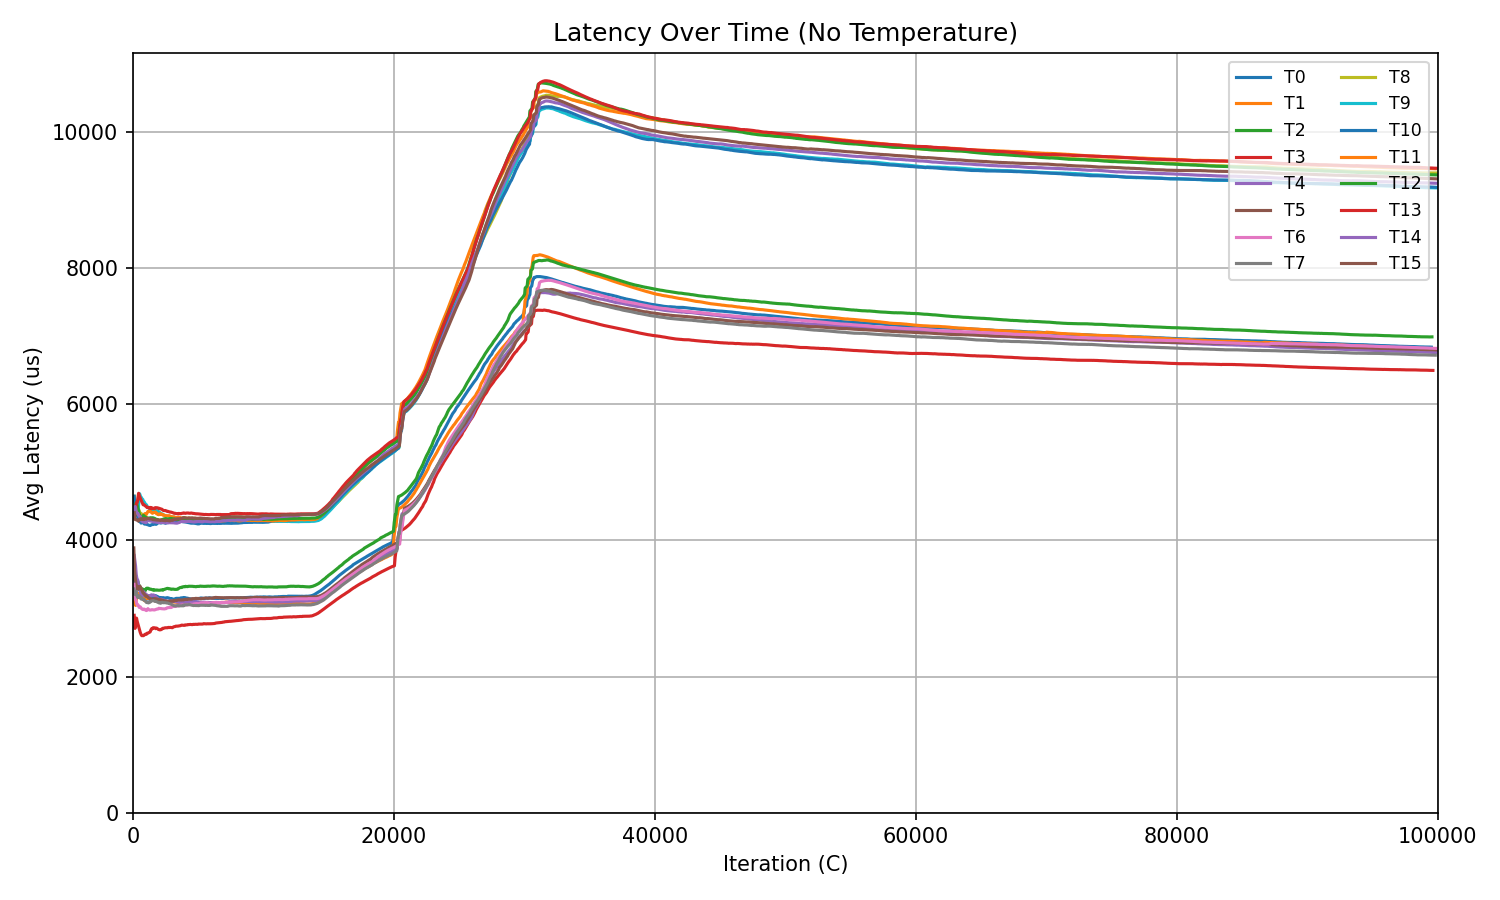 Latency Over Time (No Temperature)
Avg Latency (us)
10000
8000
6000
4000
2000
0
T0 T8
T1 T9
T2 T10
T3 T11
T4 T12
T5 T13
T6 T14
T7 T15
0 20000 40000 60000 80000 100000
Iteration (C)